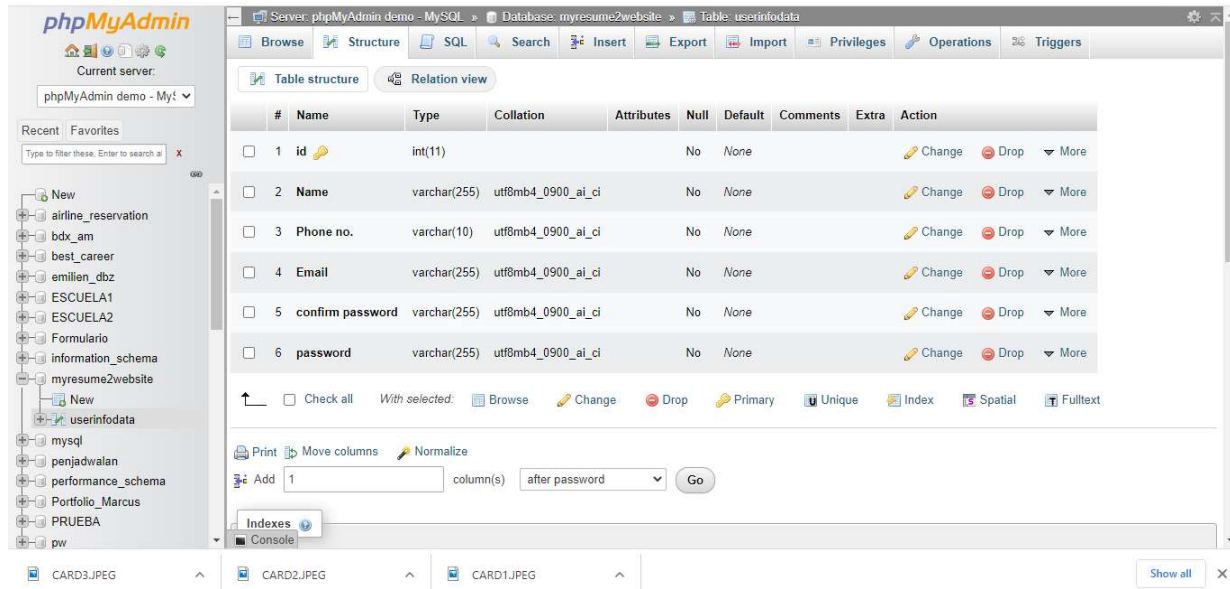 phpMyAdmin
Current server:
phpMyAdmin demo - MyS
Recent Favorites
Type to filter these, Enter to search al X
New
airline_reservation
bdx_am
best_career
emilien_dbz
ESCUELA1
ESCUELA2
Formulario
information_schema
myresume2website
New
userinfodata
mysql
penjadwalan
performance_schema
Portfolio_Marcus
PRUEBA
pw
Server: phpMyAdmin demo - MySQL » Database: myresume2website » Table: userinfodata
Browse Structure SQL Search Insert Export Import Privileges Operations Triggers
Table structure Relation view
# Name Type Collation Attributes Null Default Comments Extra Action
1 id int(11) No None Change Drop More
2 Name varchar(255) utf8mb4_0900_ai_ci No None Change Drop More
3 Phone no. varchar(10) utf8mb4_0900_ai_ci No None Change Drop More
4 Email varchar(255) utf8mb4_0900_ai_ci No None Change Drop More
5 confirm password varchar(255) utf8mb4_0900_ai_ci No None Change Drop More
6 password varchar(255) utf8mb4_0900_ai_ci No None Change Drop More
Check all With selected: Browse Change Drop Primary Unique Index Spatial Fulltext
Print Move columns Normalize
Add 1 column(s) after password Go
Indexes
Console
CARD3.JPEG CARD2.JPEG CARD1.JPEG Show all